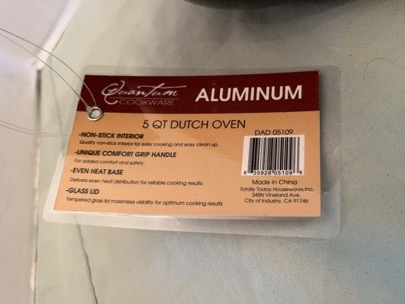 Quantum
COOKWARE
ALUMINUM
5 QT DUTCH OVEN
DAD 05109
-NON-STICK INTERIOR
Quality non-stick interior for easy cooking and easy clean up.
-UNIQUE COMFORT GRIP HANDLE
For added comfort and safety.
-EVEN HEAT BASE
Delivers even heat distribution for reliable cooking results.
-GLASS LID
Tempered glass lid maximizes visibility for optimum cooking results
Made in China
Totally Today Housewares Inc.
245N Vineland Ave.
City of Industry, CA 91746